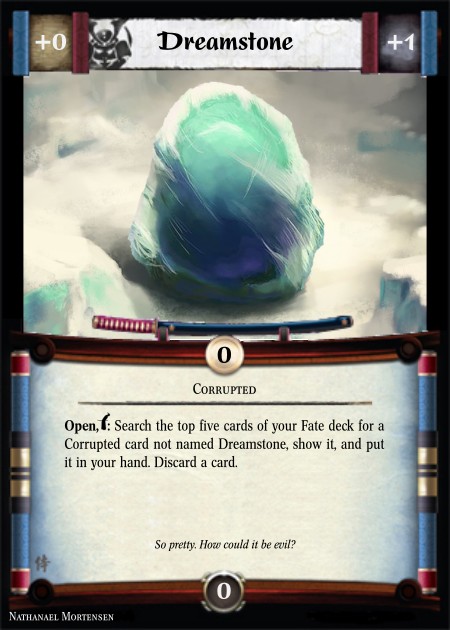 +0
Dreamstone
+1
0
Corrupted
Open, : Search the top five cards of your Fate deck for a
Corrupted card not named Dreamstone, show it, and put
it in your hand. Discard a card.
So pretty. How could it be evil?
侍
0
Nathanael Mortensen